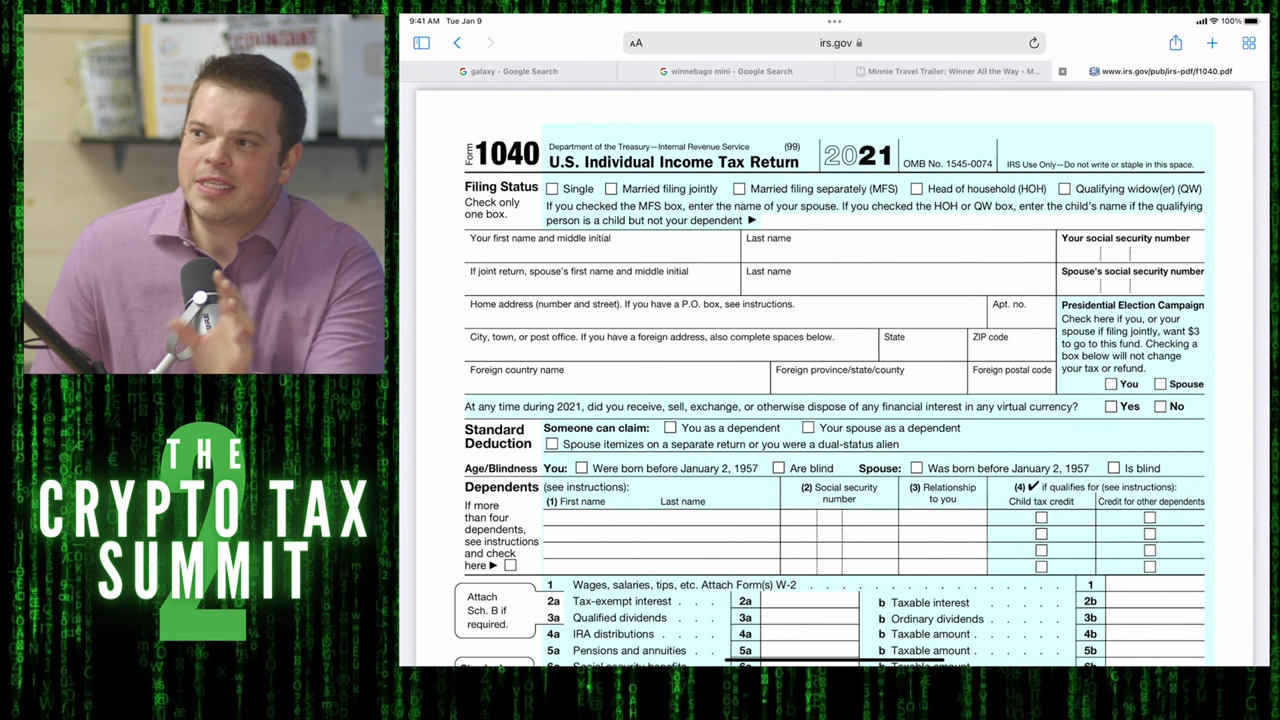 9:41 AM Tue Jan 9
100%
AA
irs.gov
galaxy - Google Search
winnebago mini - Google Search
Minnie Travel Trailer: Winner All the Way - M...
www.irs.gov/pub/irs-pdf/f1040.pdf
Form 1040
Department of the Treasury—Internal Revenue Service (99)
U.S. Individual Income Tax Return
2021
OMB No. 1545-0074
IRS Use Only—Do not write or staple in this space.
Filing Status
Check only
one box.
Single Married filing jointly Married filing separately (MFS) Head of household (HOH) Qualifying widow(er) (QW)
If you checked the MFS box, enter the name of your spouse. If you checked the HOH or QW box, enter the child's name if the qualifying
person is a child but not your dependent ▶
Your first name and middle initial
Last name
Your social security number
If joint return, spouse's first name and middle initial
Last name
Spouse's social security number
Home address (number and street). If you have a P.O. box, see instructions.
Apt. no.
City, town, or post office. If you have a foreign address, also complete spaces below.
State
ZIP code
Foreign country name
Foreign province/state/county
Foreign postal code
Presidential Election Campaign
Check here if you, or your
spouse if filing jointly, want $3
to go to this fund. Checking a
box below will not change
your tax or refund.
You Spouse
At any time during 2021, did you receive, sell, exchange, or otherwise dispose of any financial interest in any virtual currency? Yes No
Standard
Deduction
Someone can claim: You as a dependent Your spouse as a dependent
Spouse itemizes on a separate return or you were a dual-status alien
Age/Blindness You: Were born before January 2, 1957 Are blind Spouse: Was born before January 2, 1957 Is blind
Dependents (see instructions):
If more
than four
dependents,
see instructions
and check
here ▶
(1) First name Last name
(2) Social security
number
(3) Relationship
to you
(4) ✔ if qualifies for (see instructions):
Child tax credit
Credit for other dependents
Attach
Sch. B if
required.
1 Wages, salaries, tips, etc. Attach Form(s) W-2 . . . . . . . . . . . . . . . . 1
2a Tax-exempt interest . . . 2a b Taxable interest . . . . . 2b
3a Qualified dividends . . . 3a b Ordinary dividends . . . . . 3b
4a IRA distributions . . . . 4a b Taxable amount . . . . . . 4b
5a Pensions and annuities . . 5a b Taxable amount . . . . . . 5b
6a Social security benefits 6a b Taxable amount 6b
THE
CRYPTO TAX
SUMMIT
2